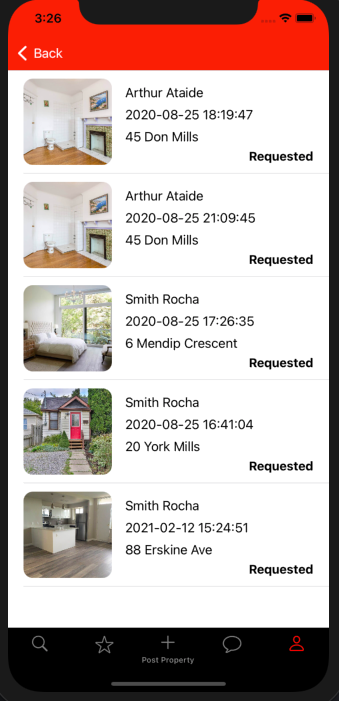 3:26
Back
Arthur Ataide
2020-08-25 18:19:47
45 Don Mills
Requested
Arthur Ataide
2020-08-25 21:09:45
45 Don Mills
Requested
Smith Rocha
2020-08-25 17:26:35
6 Mendip Crescent
Requested
Smith Rocha
2020-08-25 16:41:04
20 York Mills
Requested
Smith Rocha
2021-02-12 15:24:51
88 Erskine Ave
Requested
Post Property